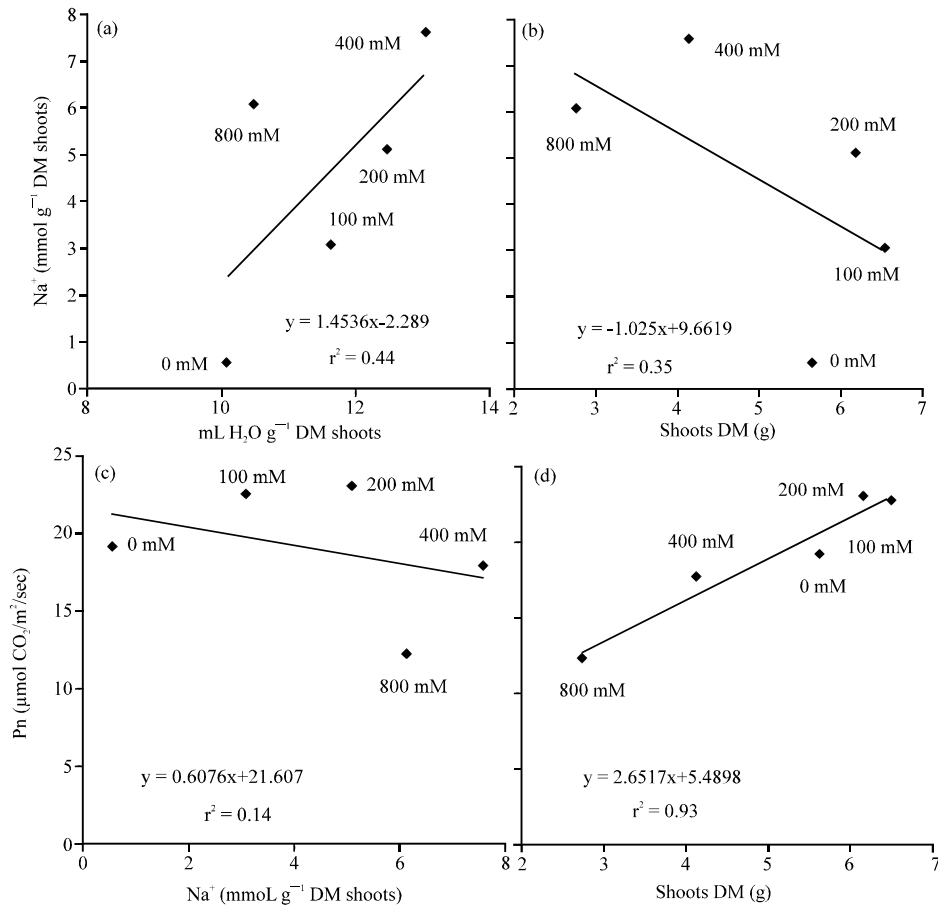 (a)
8
7
6
5
4
3
2
1
0
Na⁺ (mmol g⁻¹ DM shoots)
400 mM
800 mM
200 mM
100 mM
0 mM
y = 1.4536x-2.289
r² = 0.44
8
10
12
14
mL H₂O g⁻¹ DM shoots
(b)
400 mM
800 mM
200 mM
100 mM
0 mM
y = -1.025x+9.6619
r² = 0.35
2
3
4
5
6
7
Shoots DM (g)
(c)
25
20
15
10
5
0
Pn (µmol CO₂/m²/sec)
100 mM
200 mM
0 mM
400 mM
800 mM
y = 0.6076x+21.607
r² = 0.14
0
2
4
6
8
Na⁺ (mmoL g⁻¹ DM shoots)
(d)
200 mM
400 mM
100 mM
0 mM
800 mM
y = 2.6517x+5.4898
r² = 0.93
2
3
4
5
6
7
Shoots DM (g)